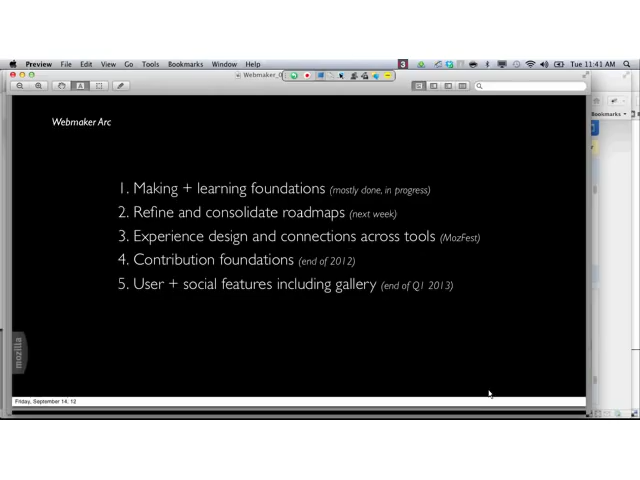 Preview File Edit View Go Tools Bookmarks Window Help 3 Tue 11:41 AM
Webmaker_0
Bookmarks
Webmaker Arc
1. Making + learning foundations (mostly done, in progress)
2. Refine and consolidate roadmaps (next week)
3. Experience design and connections across tools (MozFest)
4. Contribution foundations (end of 2012)
5. User + social features including gallery (end of Q1 2013)
mozilla
Friday, September 14, 12